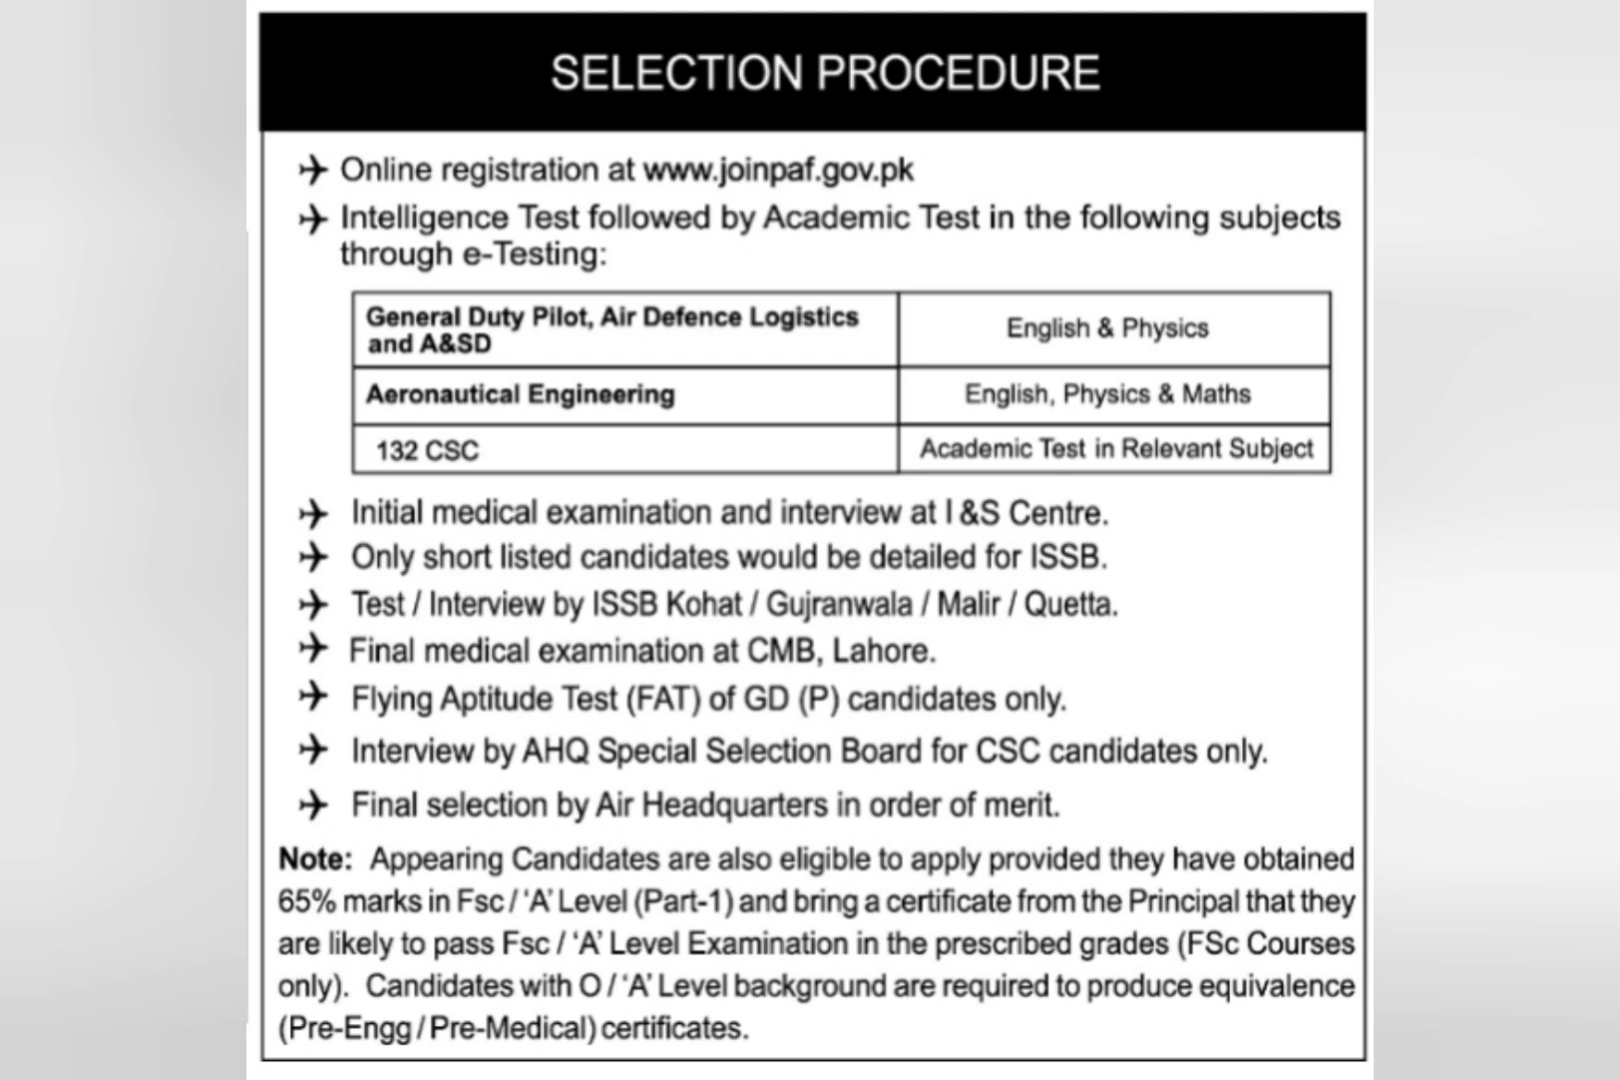 SELECTION PROCEDURE
Online registration at www.joinpaf.gov.pk
Intelligence Test followed by Academic Test in the following subjects
through e-Testing:
General Duty Pilot, Air Defence Logistics
and A&SD
English & Physics
Aeronautical Engineering
English, Physics & Maths
132 CSC
Academic Test in Relevant Subject
Initial medical examination and interview at I &S Centre.
Only short listed candidates would be detailed for ISSB.
Test / Interview by ISSB Kohat / Gujranwala / Malir / Quetta.
Final medical examination at CMB, Lahore.
Flying Aptitude Test (FAT) of GD (P) candidates only.
Interview by AHQ Special Selection Board for CSC candidates only.
Final selection by Air Headquarters in order of merit.
Note: Appearing Candidates are also eligible to apply provided they have obtained
65% marks in Fsc / ‘A’ Level (Part-1) and bring a certificate from the Principal that they
are likely to pass Fsc / ‘A’ Level Examination in the prescribed grades (FSc Courses
only). Candidates with O / ‘A’ Level background are required to produce equivalence
(Pre-Engg / Pre-Medical) certificates.